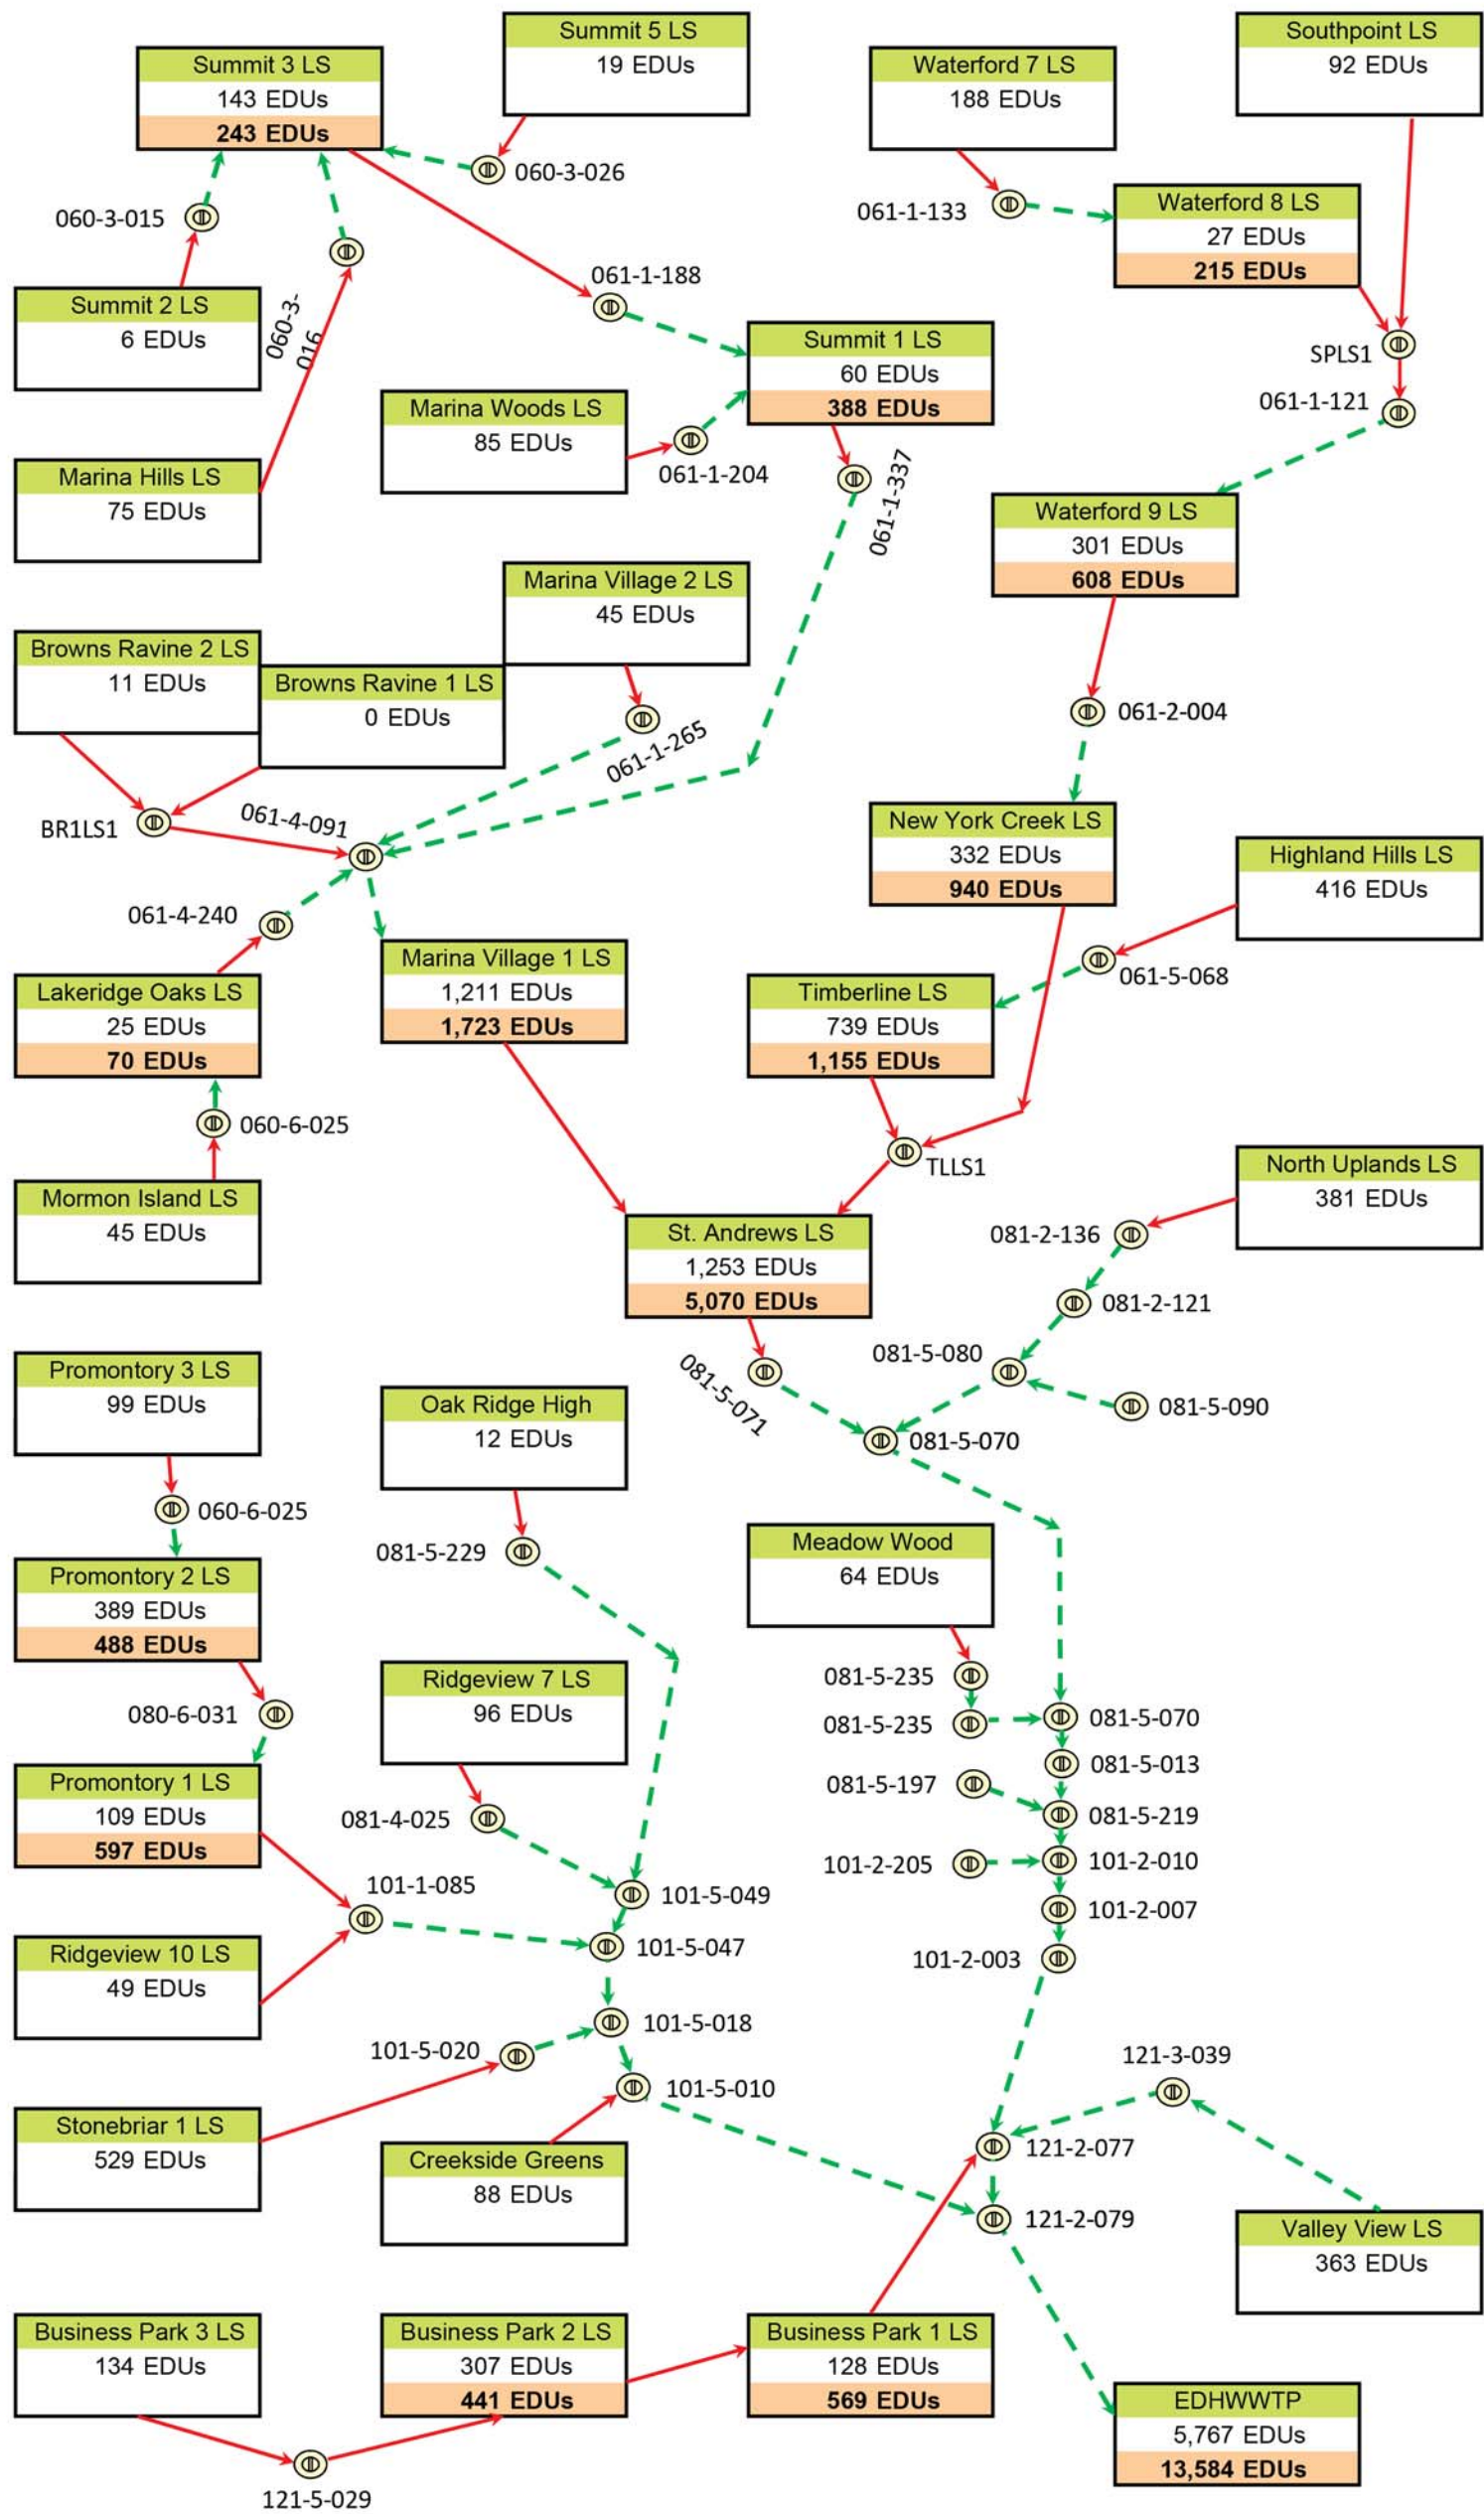 Summit 5 LS
19 EDUs
Southpoint LS
92 EDUs
Summit 3 LS
143 EDUs
243 EDUs
Waterford 7 LS
188 EDUs
060-3-026
060-3-015
061-1-133
Waterford 8 LS
27 EDUs
215 EDUs
Summit 2 LS
6 EDUs
060-3-
016
061-1-188
Summit 1 LS
60 EDUs
388 EDUs
SPLS1
061-1-121
Marina Woods LS
85 EDUs
061-1-204
Marina Hills LS
75 EDUs
061-1-337
Waterford 9 LS
301 EDUs
608 EDUs
Marina Village 2 LS
45 EDUs
Browns Ravine 2 LS
11 EDUs
Browns Ravine 1 LS
0 EDUs
061-1-265
061-2-004
BR1LS1
061-4-091
New York Creek LS
332 EDUs
940 EDUs
Highland Hills LS
416 EDUs
061-4-240
061-5-068
Marina Village 1 LS
1,211 EDUs
1,723 EDUs
Lakeridge Oaks LS
25 EDUs
70 EDUs
Timberline LS
739 EDUs
1,155 EDUs
060-6-025
TLLS1
Mormon Island LS
45 EDUs
North Uplands LS
381 EDUs
St. Andrews LS
1,253 EDUs
5,070 EDUs
081-2-136
081-2-121
081-5-080
081-5-090
081-5-071
081-5-070
Promontory 3 LS
99 EDUs
Oak Ridge High
12 EDUs
060-6-025
081-5-229
Meadow Wood
64 EDUs
Promontory 2 LS
389 EDUs
488 EDUs
Ridgeview 7 LS
96 EDUs
081-5-235
081-5-235
081-5-070
080-6-031
081-5-013
Promontory 1 LS
109 EDUs
597 EDUs
081-4-025
081-5-197
081-5-219
101-2-205
101-2-010
101-1-085
101-5-049
101-2-007
Ridgeview 10 LS
49 EDUs
101-5-047
101-2-003
101-5-018
101-5-020
121-3-039
101-5-010
Stonebriar 1 LS
529 EDUs
Creekside Greens
88 EDUs
121-2-077
121-2-079
Valley View LS
363 EDUs
Business Park 3 LS
134 EDUs
Business Park 2 LS
307 EDUs
441 EDUs
Business Park 1 LS
128 EDUs
569 EDUs
EDHWWTP
5,767 EDUs
13,584 EDUs
121-5-029